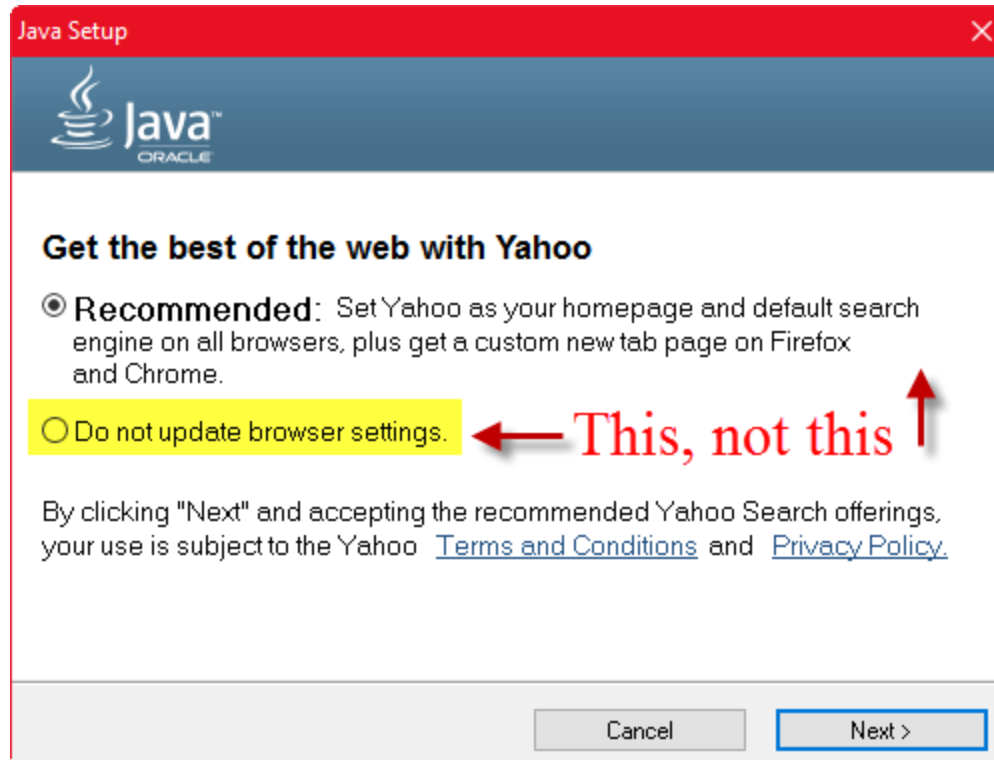 Java Setup
Java™
ORACLE
Get the best of the web with Yahoo
Recommended: Set Yahoo as your homepage and default search
engine on all browsers, plus get a custom new tab page on Firefox
and Chrome.
Do not update browser settings.
This, not this
By clicking "Next" and accepting the recommended Yahoo Search offerings,
your use is subject to the Yahoo Terms and Conditions and Privacy Policy.
Cancel
Next >